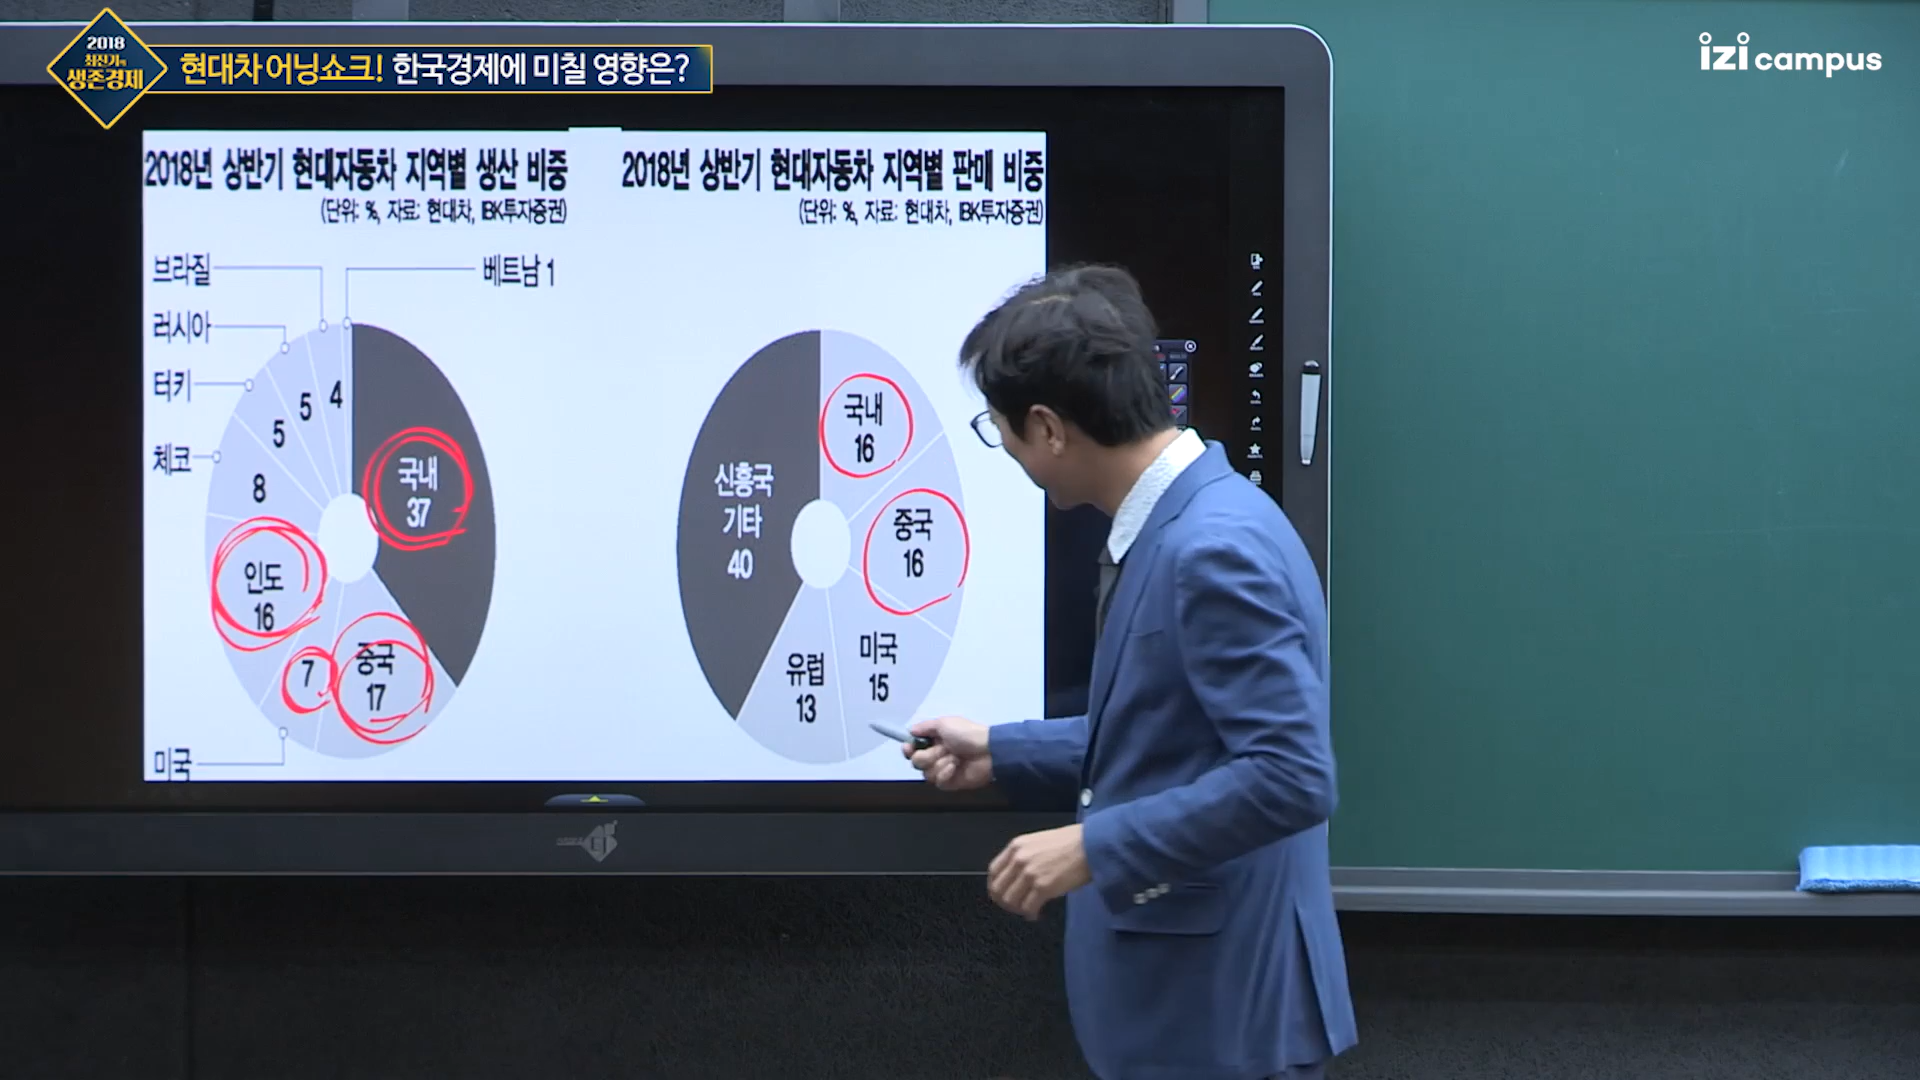 2018
최진기의
생존경제
현대차 어닝쇼크! 한국경제에 미칠 영향은?
izi campus
2018년 상반기 현대자동차 지역별 생산 비중
(단위: %, 자료: 현대차, IBK투자증권)
브라질
베트남 1
러시아
터키
체코
4
5
5
8
국내
37
인도
16
7
중국
17
미국
2018년 상반기 현대자동차 지역별 판매 비중
(단위: %, 자료: 현대차, IBK투자증권)
국내
16
신흥국
기타
40
중국
16
미국
15
유럽
13